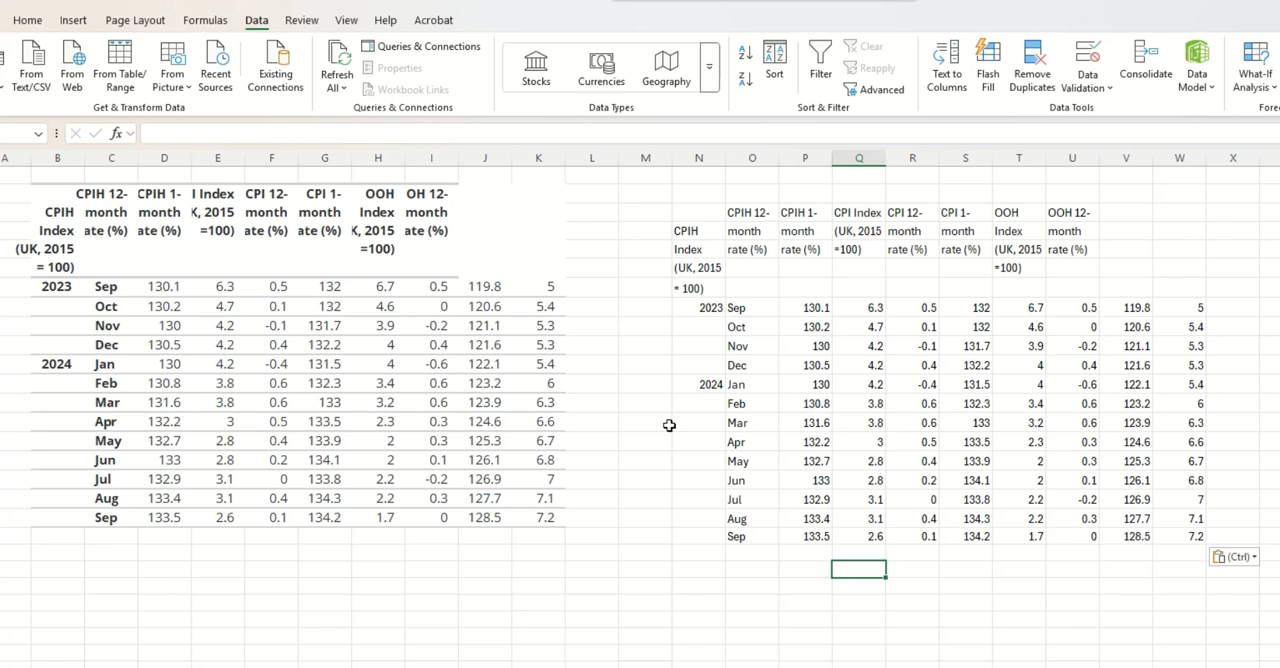 Home Insert Page Layout Formulas Data Review View Help Acrobat
From Text/CSV
From Web
From Table/ Range
From Picture
Recent Sources
Existing Connections
Refresh All
Queries & Connections
Properties
Workbook Links
Stocks
Currencies
Geography
Sort
Filter
Clear
Reapply
Advanced
Text to Columns
Flash Fill
Remove Duplicates
Data Validation
Consolidate
Data Model
What-If Analysis
Get & Transform Data
Queries & Connections
Data Types
Sort & Filter
Data Tools
Fore
fx
A B C D E F G H I J K L M N O P Q R S T U V W X
CPIH Index (UK, 2015 = 100)
CPIH 12- month ate (%)
CPIH 1- month ate (%)
I Index K, 2015 =100)
CPI 12- month ate (%)
CPI 1- month ate (%)
OOH Index K, 2015 =100)
OH 12- month ate (%)
2023 Sep 130.1 6.3 0.5 132 6.7 0.5 119.8 5
Oct 130.2 4.7 0.1 132 4.6 0 120.6 5.4
Nov 130 4.2 -0.1 131.7 3.9 -0.2 121.1 5.3
Dec 130.5 4.2 0.4 132.2 4 0.4 121.6 5.3
2024 Jan 130 4.2 -0.4 131.5 4 -0.6 122.1 5.4
Feb 130.8 3.8 0.6 132.3 3.4 0.6 123.2 6
Mar 131.6 3.8 0.6 133 3.2 0.6 123.9 6.3
Apr 132.2 3 0.5 133.5 2.3 0.3 124.6 6.6
May 132.7 2.8 0.4 133.9 2 0.3 125.3 6.7
Jun 133 2.8 0.2 134.1 2 0.1 126.1 6.8
Jul 132.9 3.1 0 133.8 2.2 -0.2 126.9 7
Aug 133.4 3.1 0.4 134.3 2.2 0.3 127.7 7.1
Sep 133.5 2.6 0.1 134.2 1.7 0 128.5 7.2
CPIH Index (UK, 2015 = 100)
CPIH 12- month rate (%)
CPIH 1- month rate (%)
CPI Index (UK, 2015 =100)
CPI 12- month rate (%)
CPI 1- month rate (%)
OOH Index (UK, 2015 =100)
OOH 12- month rate (%)
2023 Sep 130.1 6.3 0.5 132 6.7 0.5 119.8 5
Oct 130.2 4.7 0.1 132 4.6 0 120.6 5.4
Nov 130 4.2 -0.1 131.7 3.9 -0.2 121.1 5.3
Dec 130.5 4.2 0.4 132.2 4 0.4 121.6 5.3
2024 Jan 130 4.2 -0.4 131.5 4 -0.6 122.1 5.4
Feb 130.8 3.8 0.6 132.3 3.4 0.6 123.2 6
Mar 131.6 3.8 0.6 133 3.2 0.6 123.9 6.3
Apr 132.2 3 0.5 133.5 2.3 0.3 124.6 6.6
May 132.7 2.8 0.4 133.9 2 0.3 125.3 6.7
Jun 133 2.8 0.2 134.1 2 0.1 126.1 6.8
Jul 132.9 3.1 0 133.8 2.2 -0.2 126.9 7
Aug 133.4 3.1 0.4 134.3 2.2 0.3 127.7 7.1
Sep 133.5 2.6 0.1 134.2 1.7 0 128.5 7.2
(Ctrl)